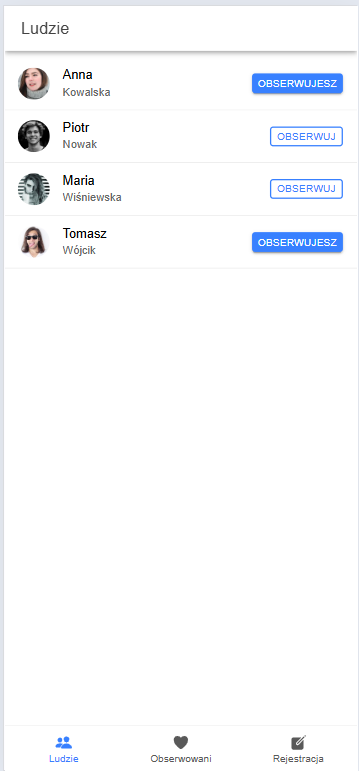 Ludzie
Anna
Kowalska
OBSERWUJESZ
Piotr
Nowak
OBSERWUJ
Maria
Wiśniewska
OBSERWUJ
Tomasz
Wójcik
OBSERWUJESZ
Ludzie
Obserwowani
Rejestracja